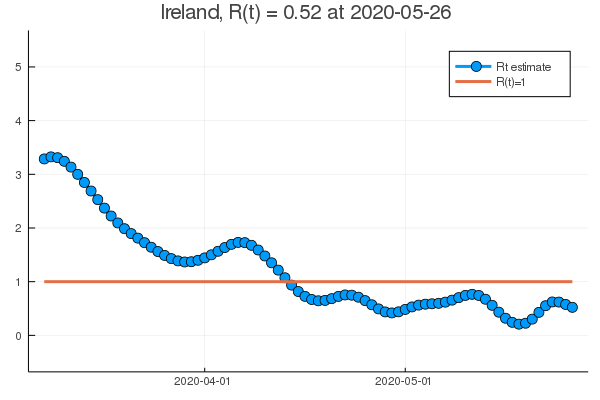 Ireland, R(t) = 0.52 at 2020-05-26
Rt estimate
R(t)=1
5
4
3
2
1
0
2020-04-01
2020-05-01